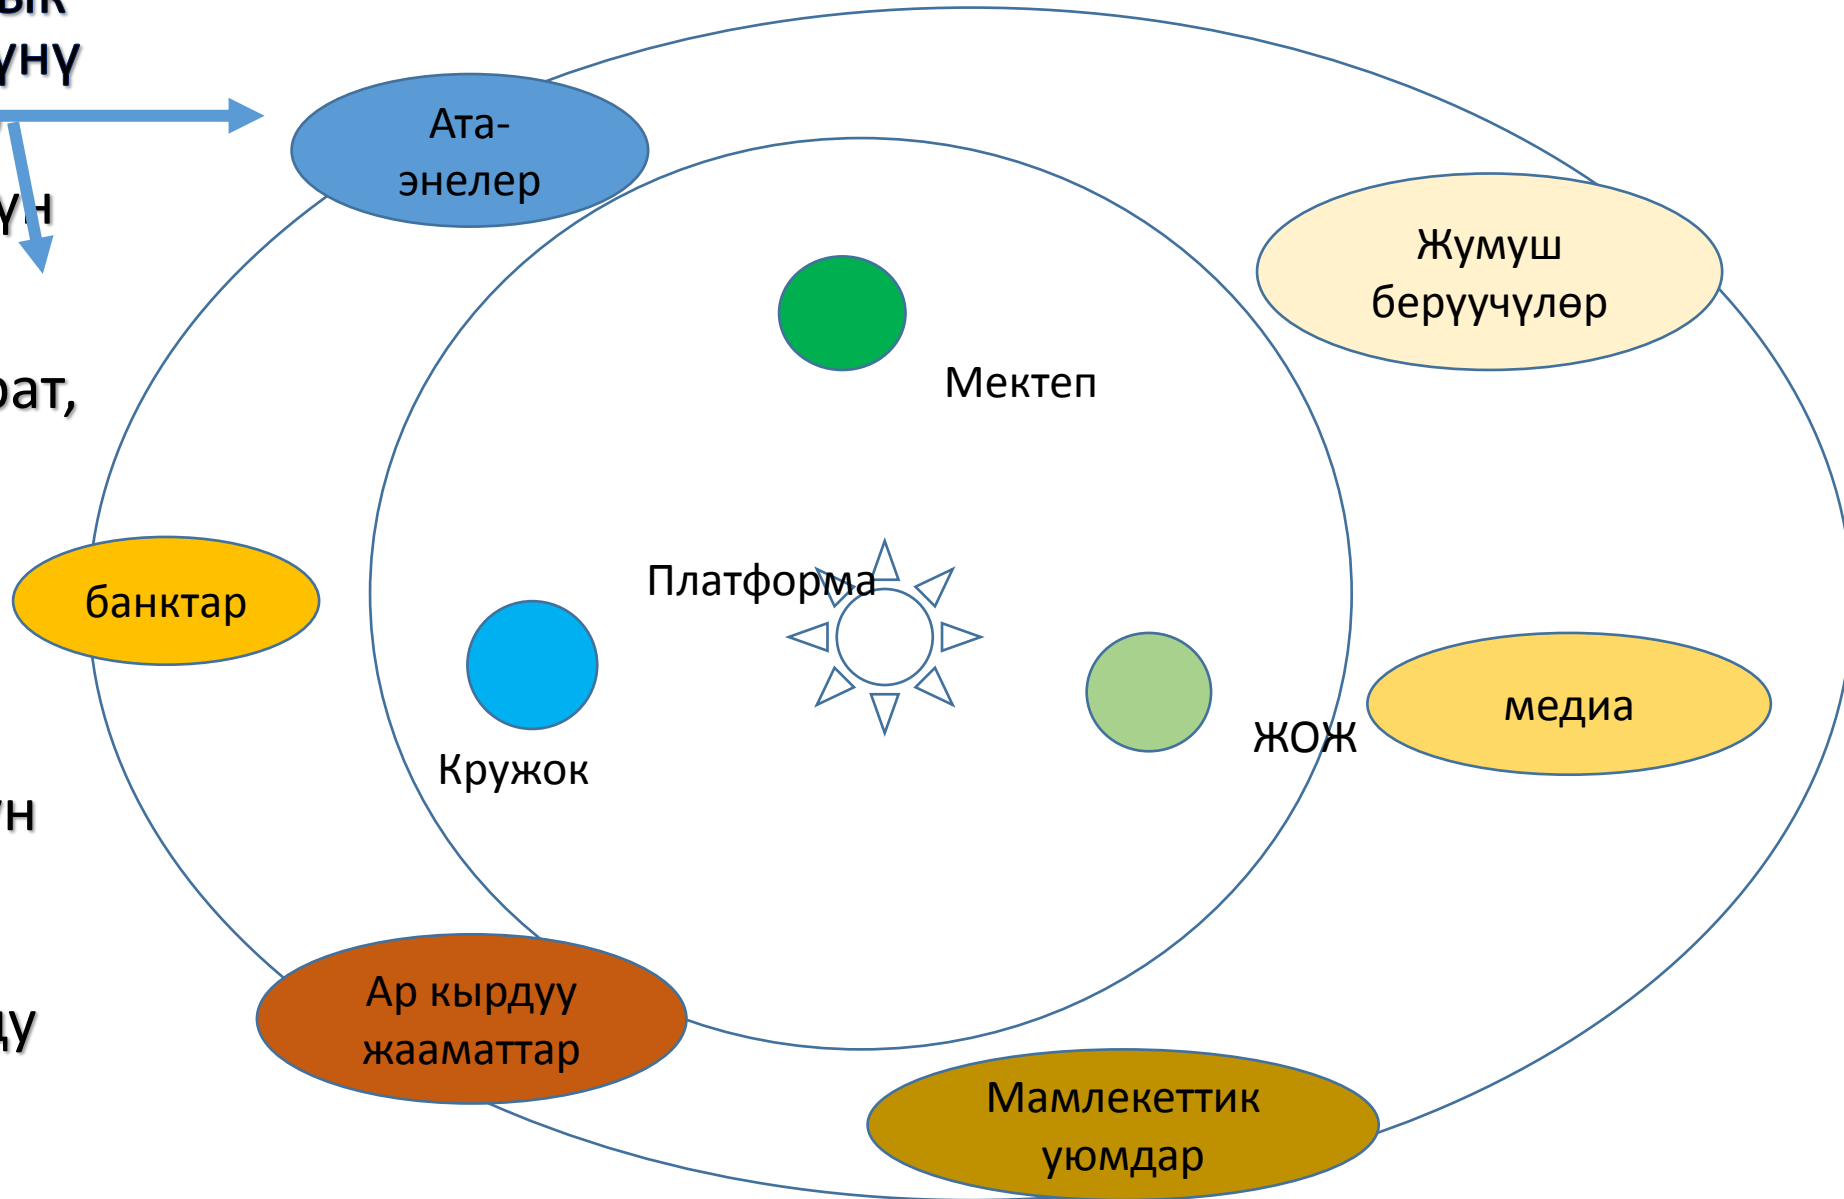 Ата-
энелер
Жумуш
берүүчүлөр
Мектеп
Платформа
банктар
Кружок
ЖОЖ
медиа
Ар кырдуу
жааматтар
Мамлекеттик
уюмдар